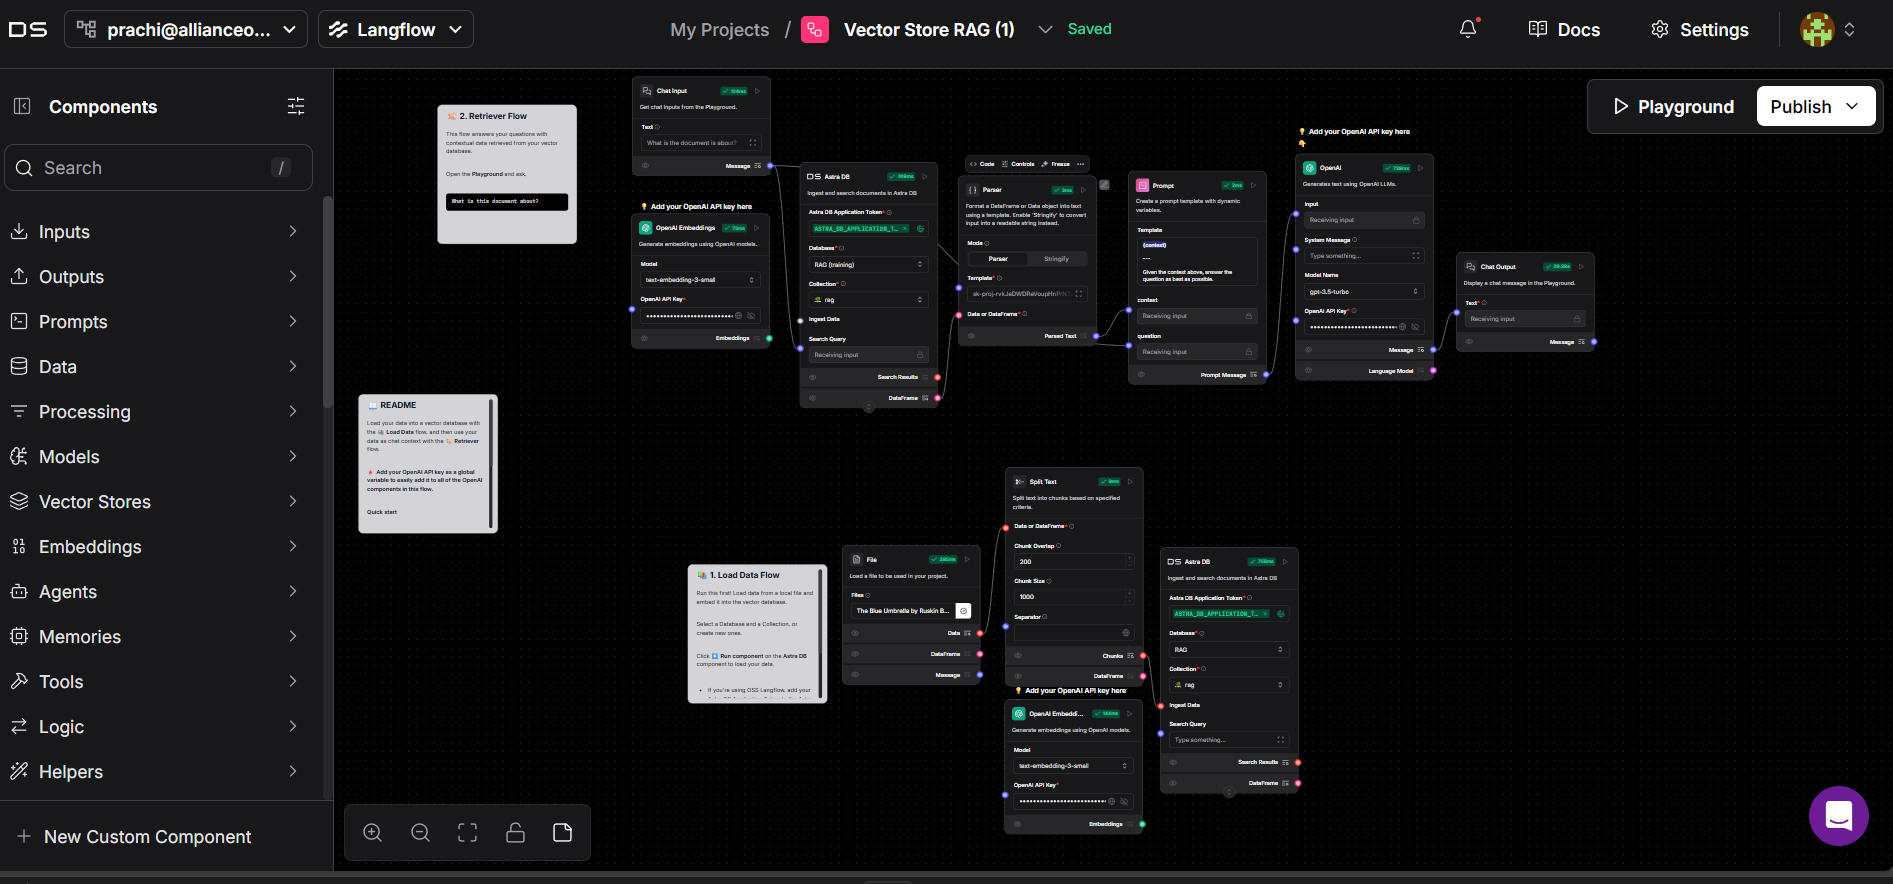 DS
prachi@allianceo...
Langflow
My Projects / Vector Store RAG (1)
Saved
Docs
Settings
Components
Search /
Inputs
Outputs
Prompts
Data
Processing
Models
Vector Stores
Embeddings
Agents
Memories
Tools
Logic
Helpers
New Custom Component
Playground
Publish
2. Retriever Flow
This flow answers your questions with
contextual data retrieved from your vector
database.
Open the Playground and ask,
What is this document about?
README
Load your data into a vector database with
the Load Data flow, and then use your
data as chat context with the Retriever
flow.
Add your OpenAI API key as a global
variable to easily add it to all of the OpenAI
components in this flow.
Quick start
1. Load Data Flow
Run this first! Load data from a local file and
embed it into the vector database.
Select a Database and a Collection, or
create new ones.
Click Run component on the Astra DB
component to load your data.
If you're using OSS Langflow, add your
Chat Input
Get chat inputs from the Playground.
Text
What is the document is about?
Message
Add your OpenAI API key here
OpenAI Embeddings
Generate embeddings using OpenAI models.
Model
text-embedding-3-small
OpenAI API Key*
Embeddings
DS Astra DB
Ingest and search documents in Astra DB
Astra DB Application Token*
ASTRA_DB_APPLICATION_T...
Database*
RAG (training)
Collection*
rag
Ingest Data
Search Query
Receiving input
Search Results
DataFrame
Code Controls Freeze ...
Parser
Format a DataFrame or Data object into text
using a template. Enable 'Stringify' to convert
input into a readable string instead.
Mode
Parser Stringify
Template*
Data or DataFrame*
Parsed Text
Prompt 2ms
Create a prompt template with dynamic
variables.
Template
{context}
---
Given the context above, answer the
question as best as possible.
context
Receiving input
question
Receiving input
Prompt Message
Add your OpenAI API key here
OpenAI
Generates text using OpenAI LLMs.
Input
Receiving input
System Message
Type something...
Model Name
gpt-3.5-turbo
OpenAI API Key*
Message
Language Model
Chat Output
Display a chat message in the Playground.
Text*
Receiving input
Message
File
Load a file to be used in your project.
Files
The Blue Umbrella by Ruskin B...
Data
DataFrame
Message
Split Text
Split text into chunks based on specified
criteria.
Data or DataFrame*
Chunk Overlap
200
Chunk Size
1000
Separator
Chunks
DataFrame
Add your OpenAI API key here
OpenAI Embeddi...
Generate embeddings using OpenAI models.
Model
text-embedding-3-small
OpenAI API Key*
Embeddings
DS Astra DB
Ingest and search documents in Astra DB
Astra DB Application Token*
ASTRA_DB_APPLICATION_T...
Database*
RAG
Collection*
rag
Ingest Data
Search Query
Type something...
Search Results
DataFrame